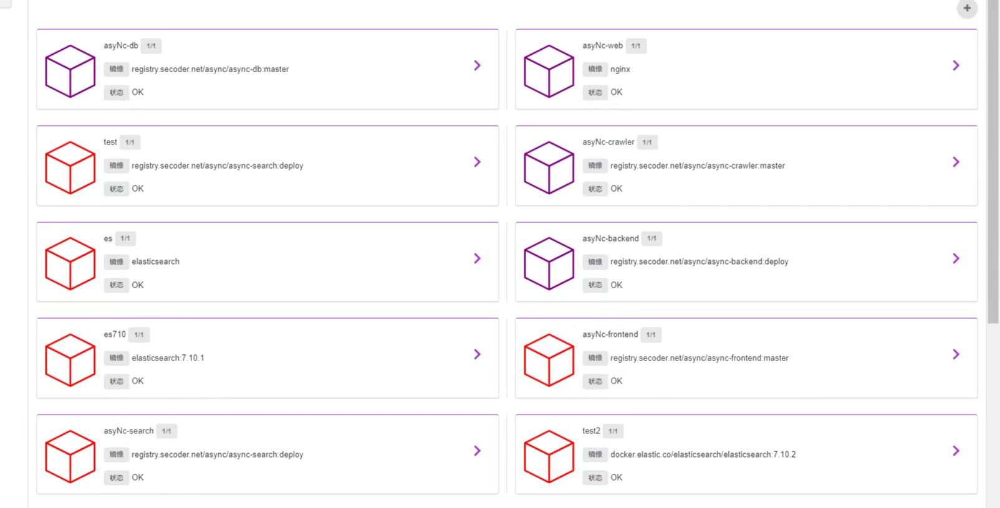 asyNc-db 1/1
镜像 registry.secoder.net/async/async-db:master
状态 OK
asyNc-web 1/1
镜像 nginx
状态 OK
test 1/1
镜像 registry.secoder.net/async/async-search:deploy
状态 OK
asyNc-crawler 1/1
镜像 registry.secoder.net/async/async-crawler:master
状态 OK
es 1/1
镜像 elasticsearch
状态 OK
asyNc-backend 1/1
镜像 registry.secoder.net/async/async-backend:deploy
状态 OK
es710 1/1
镜像 elasticsearch:7.10.1
状态 OK
asyNc-frontend 1/1
镜像 registry.secoder.net/async/async-frontend:master
状态 OK
asyNc-search 1/1
镜像 registry.secoder.net/async/async-search:deploy
状态 OK
test2 1/1
镜像 docker.elastic.co/elasticsearch/elasticsearch:7.10.2
状态 OK